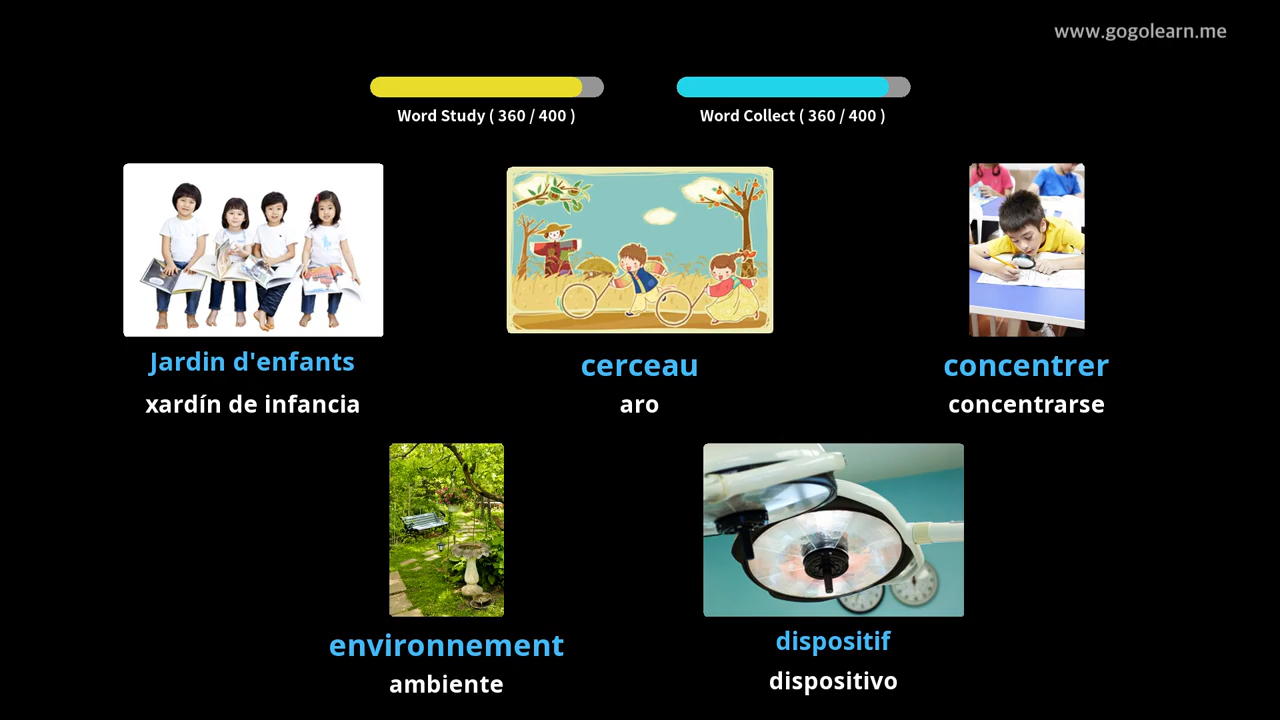 www.gogolearn.me
Word Study ( 360 / 400 )
Word Collect ( 360 / 400 )
Jardin d'enfants
xardín de infancia
cerceau
aro
concentrer
concentrarse
environnement
ambiente
dispositif
dispositivo